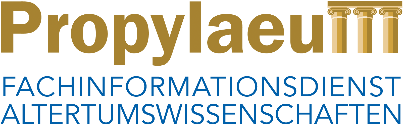 Propylaeum
FACHINFORMATIONSDIENST
ALTERTUMSWISSENSCHAFTEN